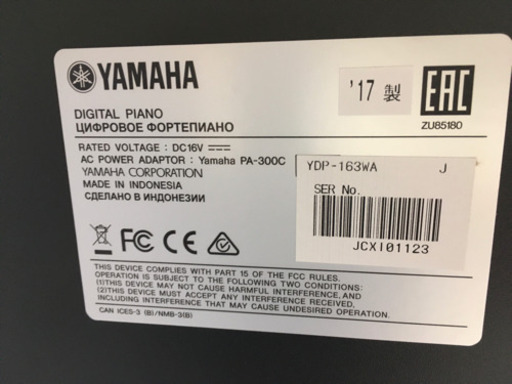 YAMAHA
'17 製
EAC
ZU85180
DIGITAL PIANO
ЦИФРОВОЕ ФОРТЕПИАНО
RATED VOLTAGE : DC16V
AC POWER ADAPTOR : Yamaha PA-300C
YAMAHA CORPORATION
MADE IN INDONESIA
СДЕЛАНО В ИНДОНЕЗИИ
YDP-163WA J
SER No.
JCXI01123
FC CE
THIS DEVICE COMPLIES WITH PART 15 OF THE FCC RULES.
OPERATION IS SUBJECT TO THE FOLLOWING TWO CONDITIONS:
(1)THIS DEVICE MAY NOT CAUSE HARMFUL INTERFERENCE, AND
(2)THIS DEVICE MUST ACCEPT ANY INTERFERENCE RECEIVED,
INCLUDING INTERFERENCE THAT MAY CAUSE UNDESIRED OPERATION.
CAN ICES-3 (B)/NMB-3(B)